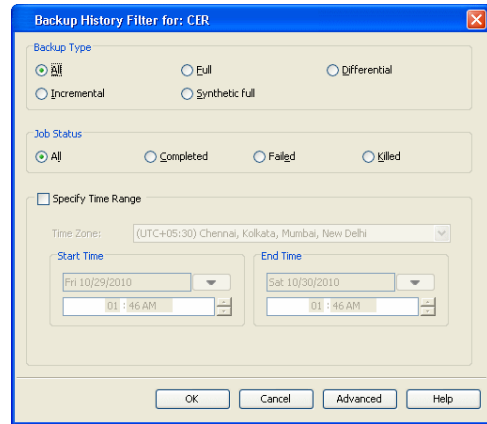 Backup History Filter for: CER
Backup Type
All Full Differential
Incremental Synthetic full
Job Status
All Completed Failed Killed
Specify Time Range
Time Zone: (UTC+05:30) Chennai, Kolkata, Mumbai, New Delhi
Start Time End Time
Fri 10/29/2010 Sat 10/30/2010
01 : 46 AM 01 : 46 AM
OK Cancel Advanced Help